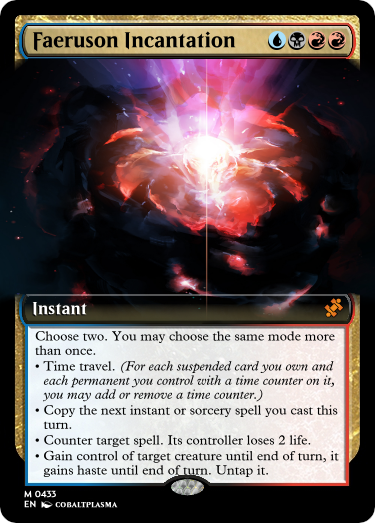 Faeruson Incantation
Instant
Choose two. You may choose the same mode more
than once.
• Time travel. (For each suspended card you own and
each permanent you control with a time counter on it,
you may add or remove a time counter.)
• Copy the next instant or sorcery spell you cast this
turn.
• Counter target spell. Its controller loses 2 life.
• Gain control of target creature until end of turn, it
gains haste until end of turn. Untap it.
M 0433
EN COBALTPLASMA